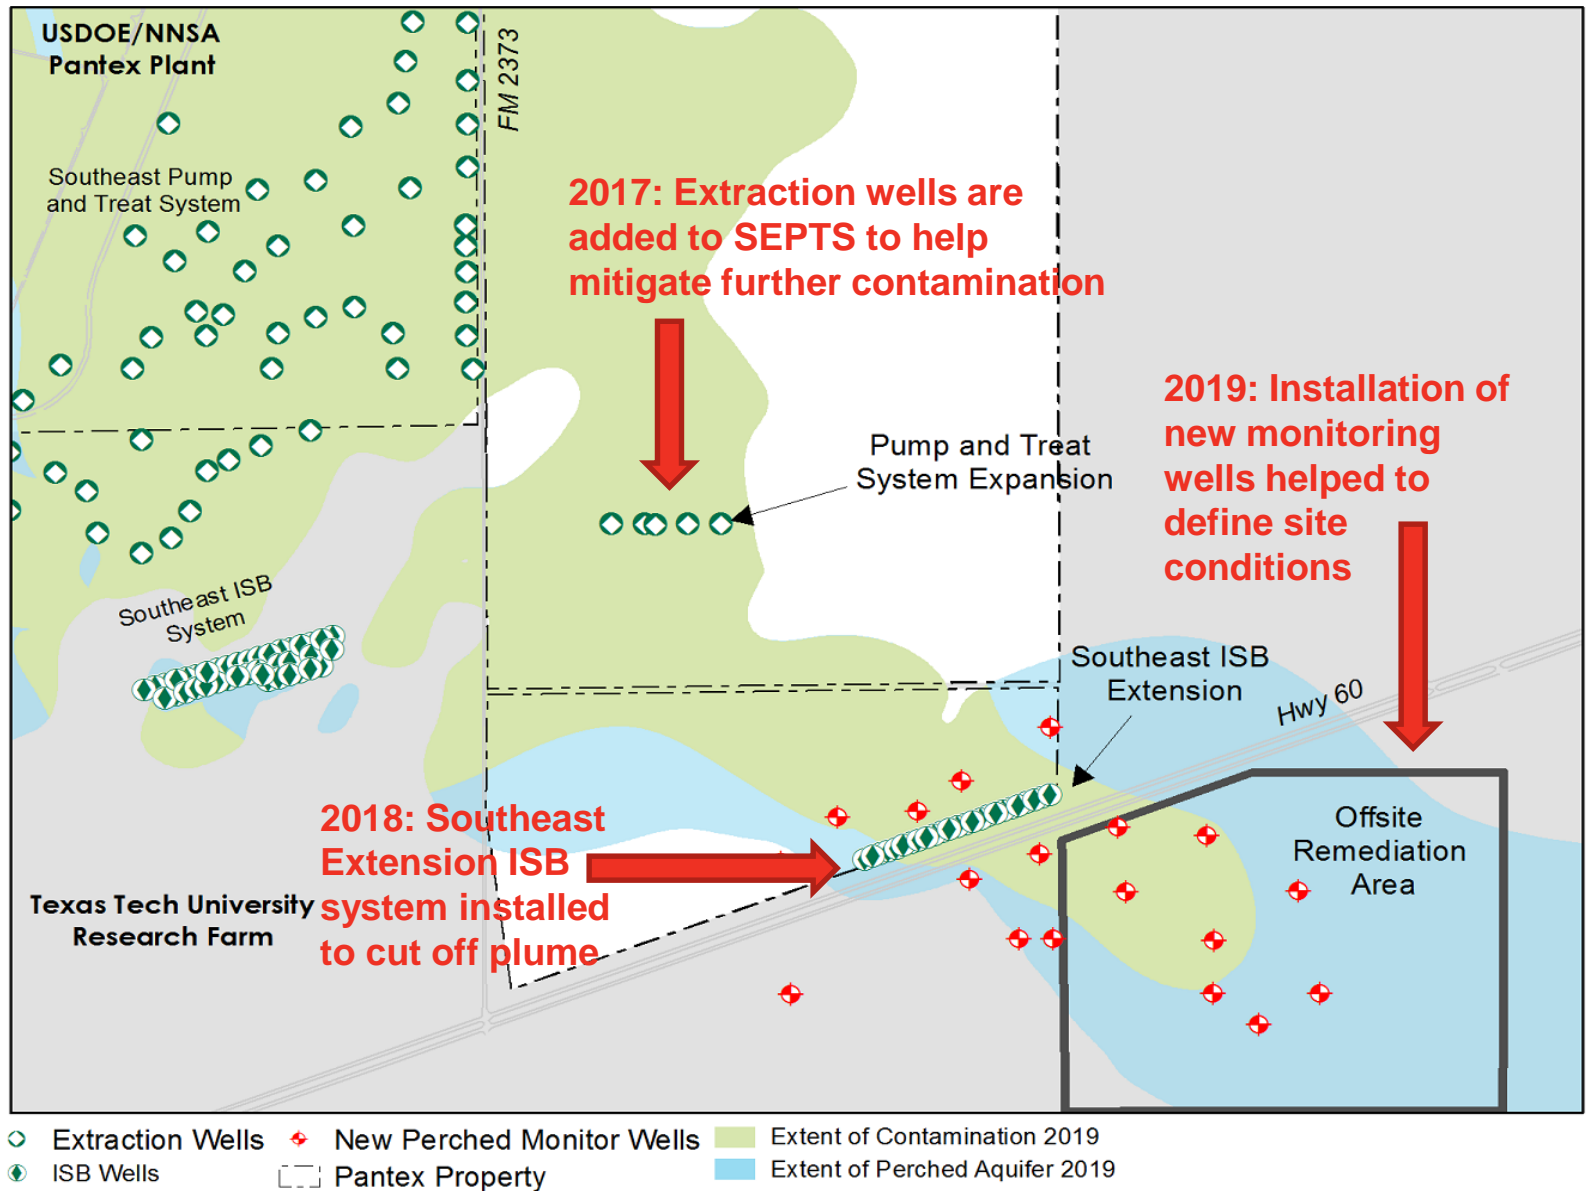 USDOE/NNSA
Pantex Plant
FM 2373
Southeast Pump
and Treat System
2017: Extraction wells are
added to SEPTS to help
mitigate further contamination
2019: Installation of
new monitoring
wells helped to
define site
conditions
Pump and Treat
System Expansion
Southeast ISB
System
Southeast ISB
Extension
Hwy 60
2018: Southeast
Extension ISB
system installed
to cut off plume
Offsite
Remediation
Area
Texas Tech University
Research Farm
Extraction Wells
New Perched Monitor Wells
Extent of Contamination 2019
ISB Wells
Pantex Property
Extent of Perched Aquifer 2019